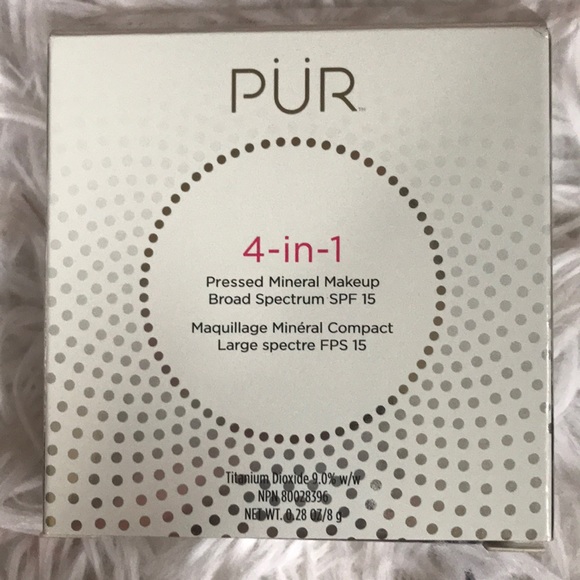 PÜR™
4-in-1
Pressed Mineral Makeup
Broad Spectrum SPF 15
Maquillage Minéral Compact
Large spectre FPS 15
Titanium Dioxide 9.0% w/w
NPN 80028396
NET WT. 0.28 OZ/8 g